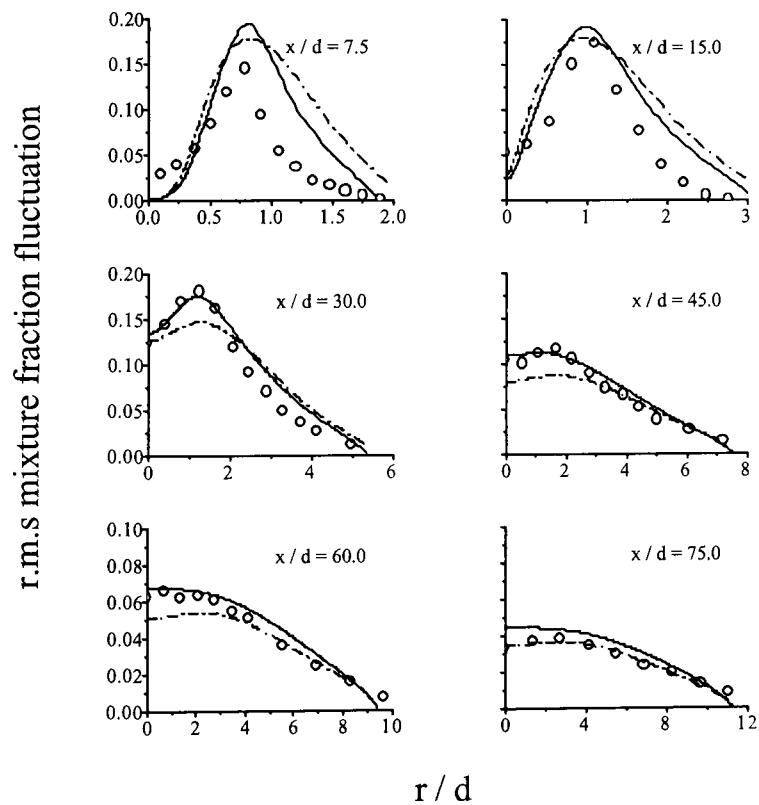 r.m.s mixture fraction fluctuation
0.20
0.15
0.10
0.05
0.00
x / d = 7.5
0.0 0.5 1.0 1.5 2.0
x / d = 15.0
0 1 2 3
0.20
0.15
0.10
0.05
0.00
x / d = 30.0
0 2 4 6
x / d = 45.0
0 2 4 6 8
0.10
0.08
0.06
0.04
0.02
0.00
x / d = 60.0
0 2 4 6 8 10
x / d = 75.0
0 4 8 12
r / d